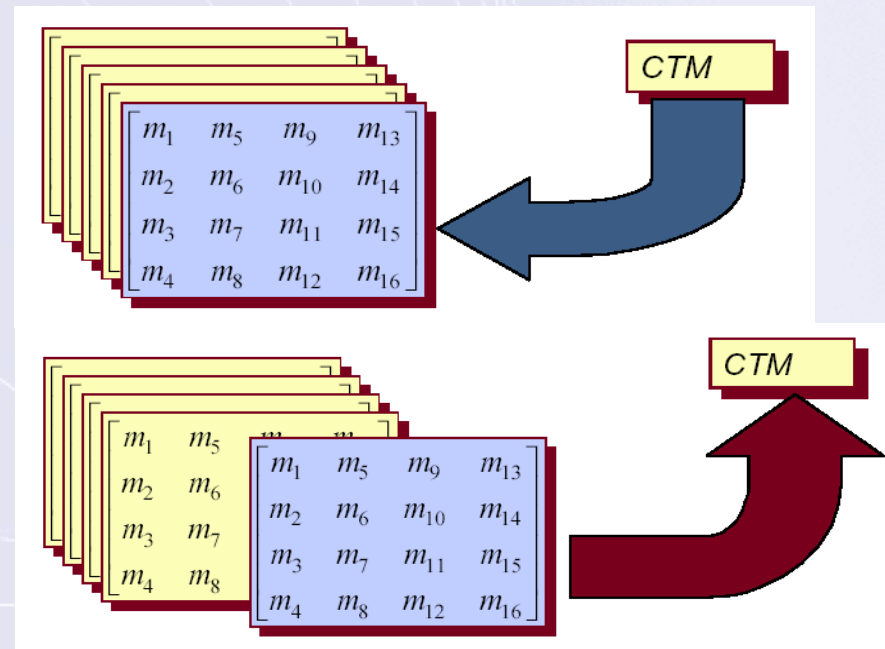 CTM
m₁ m₅ m₉ m₁₃
m₂ m₆ m₁₀ m₁₄
m₃ m₇ m₁₁ m₁₅
m₄ m₈ m₁₂ m₁₆
CTM
m₁ m₅
m₂ m₆
m₃ m₇
m₄ m₈
m₁ m₅ m₉ m₁₃
m₂ m₆ m₁₀ m₁₄
m₃ m₇ m₁₁ m₁₅
m₄ m₈ m₁₂ m₁₆